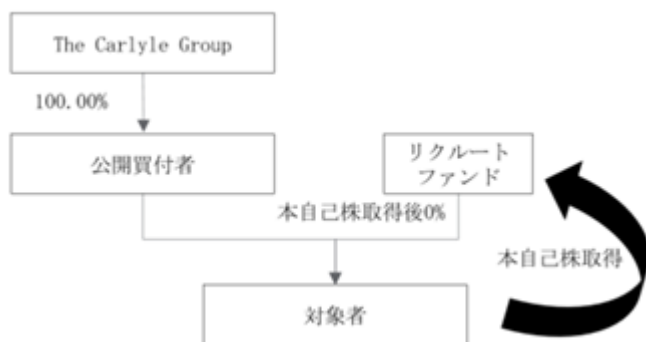 The Carlyle Group
100.00%
公開買付者
リクルート
ファンド
本自己株取得後0%
本自己株取得
対象者